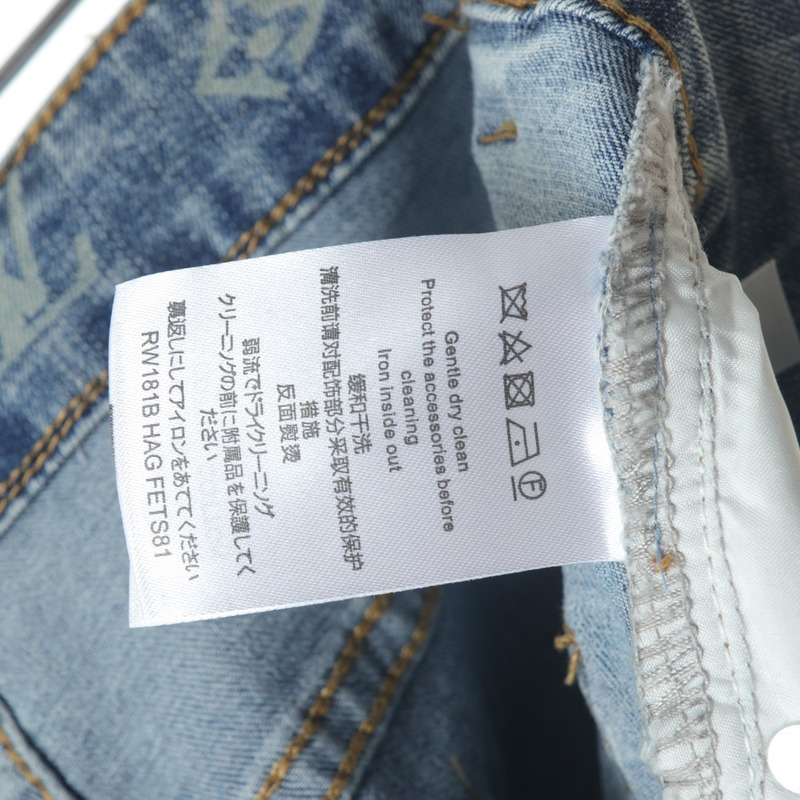 Gentle dry clean
Protect the accessories before
cleaning
Iron inside out
缓和干洗
清洗前请对配饰部分采取有效的保护
措施
反面熨烫
弱流でドライクリーニング
クリーニングの前に附属品を保護してく
ださい
裏返しにしてアイロンをあててください
RW181B HAG FETS81